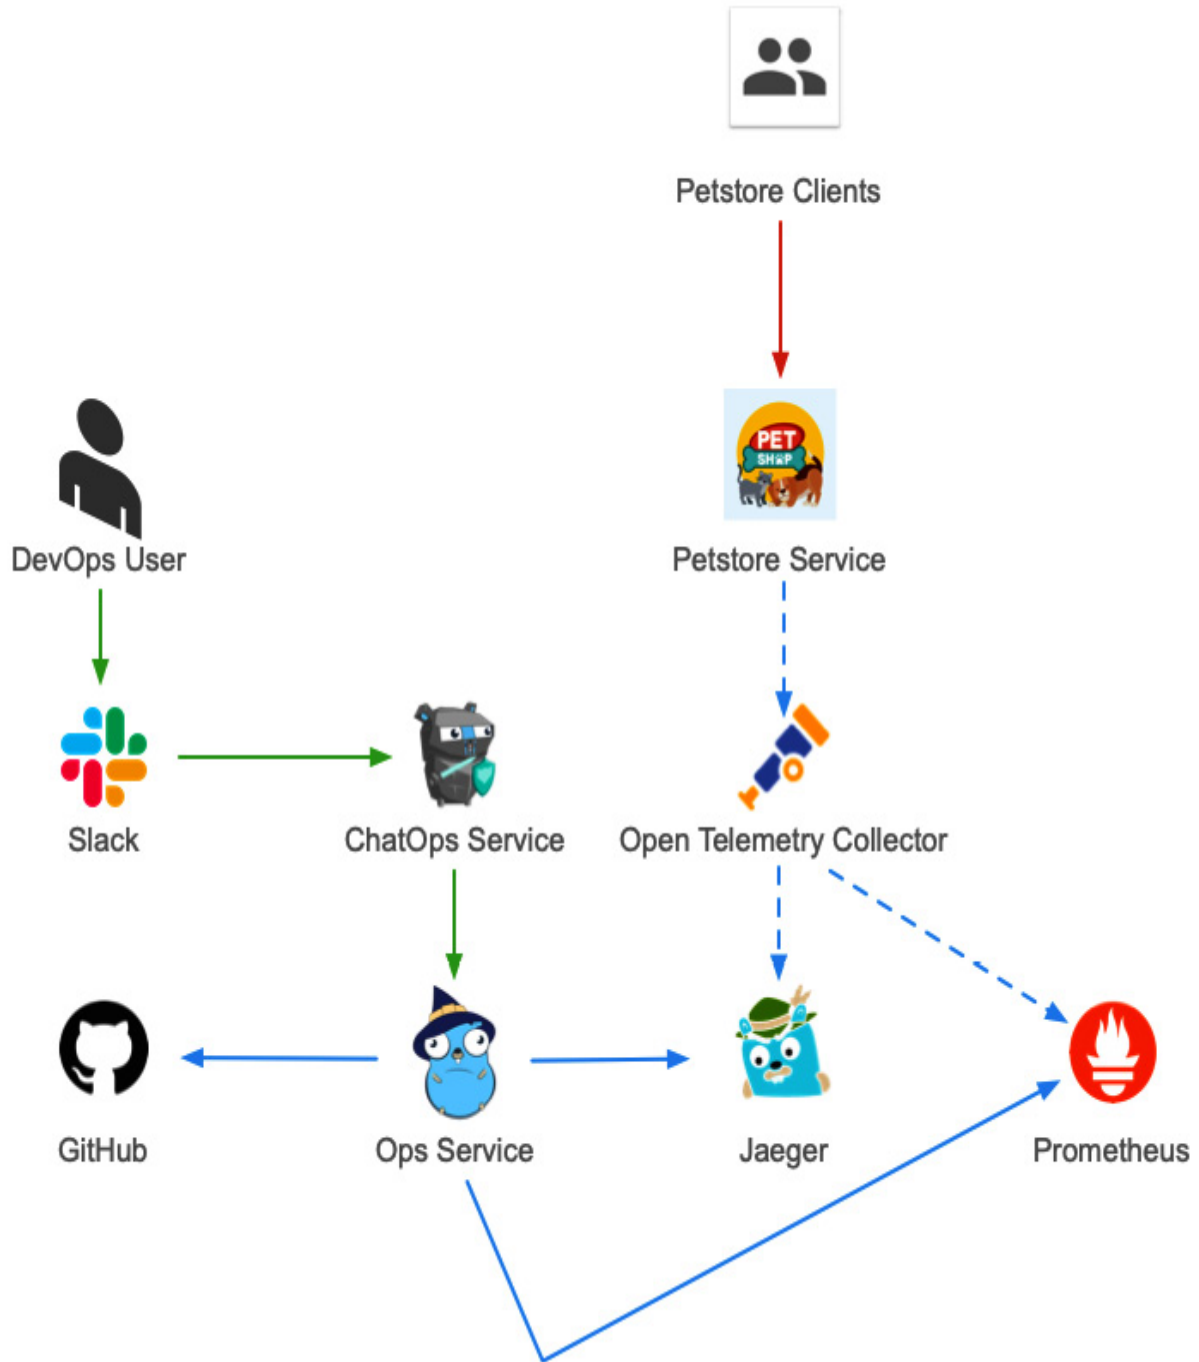 Petstore Clients
PET
SHOP
Petstore Service
DevOps User
Slack
ChatOps Service
Open Telemetry Collector
GitHub
Ops Service
Jaeger
Prometheus